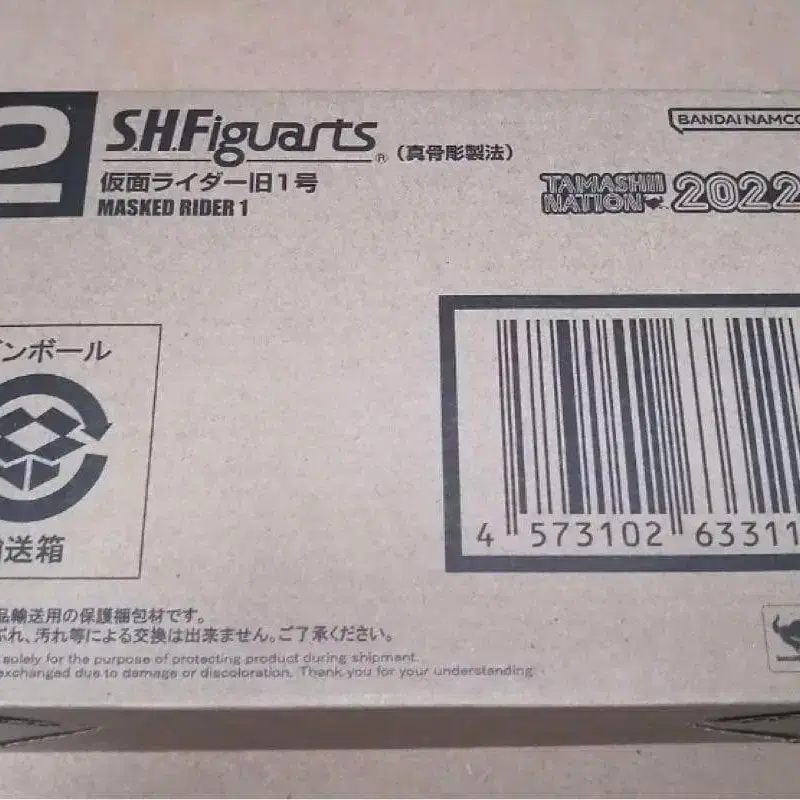 2
S.H.Figuarts® (真骨彫製法)
仮面ライダー旧1号
MASKED RIDER 1
BANDAI NAMCO
TAMASHII
NATION 2022
ンボール
送箱
4 573102 63311
品輸送用の保護梱包材です。
ぶれ、汚れ等による交換は出来ません。ご了承ください。
solely for the purpose of protecting product during shipment.
exchanged due to damage or discoloration. Thank you for your understanding